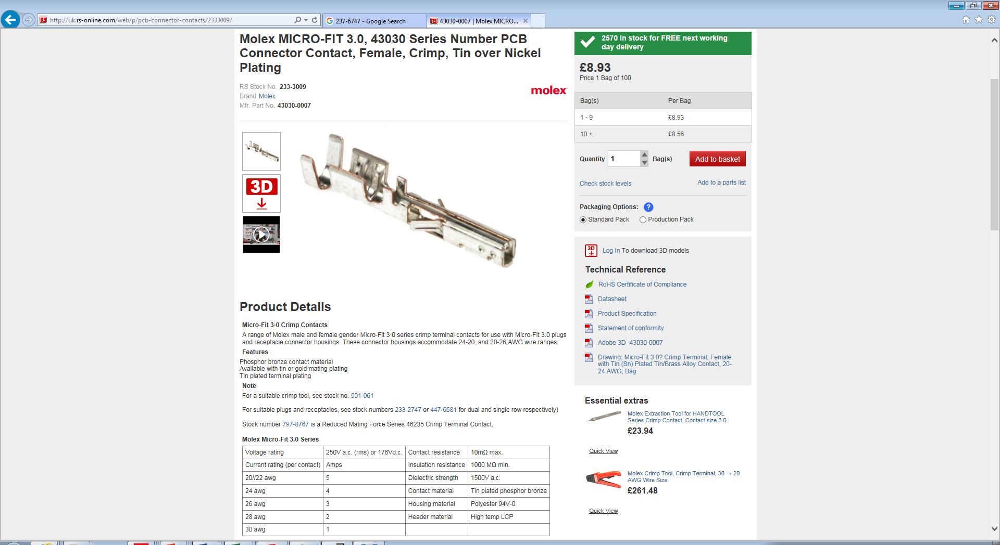 http://uk.rs-online.com/web/p/pcb-connector-contacts/2333009/
237-6747 - Google Search
43030-0007 | Molex MICRO...
Molex MICRO-FIT 3.0, 43030 Series Number PCB
Connector Contact, Female, Crimp, Tin over Nickel
Plating
RS Stock No. 233-3009
Brand Molex
Mfr. Part No. 43030-0007
molex
3D
Product Details
Micro-Fit 3·0 Crimp Contacts
A range of Molex male and female gender Micro-Fit 3·0 series crimp terminal contacts for use with Micro-Fit 3.0 plugs
and receptacle connector housings. These connector housings accommodate 24-20, and 30-26 AWG wire ranges.
Features
Phosphor bronze contact material
Available with tin or gold mating plating
Tin plated terminal plating
Note
For a suitable crimp tool, see stock no. 501-061
For suitable plugs and receptacles, see stock numbers 233-2747 or 447-6681 for dual and single row respectively)
Stock number 797-8767 is a Reduced Mating Force Series 46235 Crimp Terminal Contact.
Molex Micro-Fit 3.0 Series
Voltage rating 250V a.c. (rms) or 176Vd.c. Contact resistance 10mΩ max.
Current rating (per contact) Amps Insulation resistance 1000 MΩ min.
20//22 awg 5 Dielectric strength 1500V a.c.
24 awg 4 Contact material Tin plated phosphor bronze
26 awg 3 Housing material Polyester 94V-0
28 awg 2 Header material High temp LCP
30 awg 1
2570 In stock for FREE next working
day delivery
£8.93
Price 1 Bag of 100
Bag(s) Per Bag
1 - 9 £8.93
10 + £8.56
Quantity 1 Bag(s) Add to basket
Check stock levels Add to a parts list
Packaging Options: ?
Standard Pack Production Pack
3D Log In To download 3D models
Technical Reference
RoHS Certificate of Compliance
Datasheet
Product Specification
Statement of conformity
Adobe 3D -43030-0007
Drawing: Micro-Fit 3.0? Crimp Terminal, Female,
with Tin (Sn) Plated Tin/Brass Alloy Contact, 20-
24 AWG, Bag
Essential extras
Molex Extraction Tool for HANDTOOL
Series Crimp Contact, Contact size 3.0
£23.94
Quick View
Molex Crimp Tool, Crimp Terminal, 30 → 20
AWG Wire Size
£261.48
Quick View